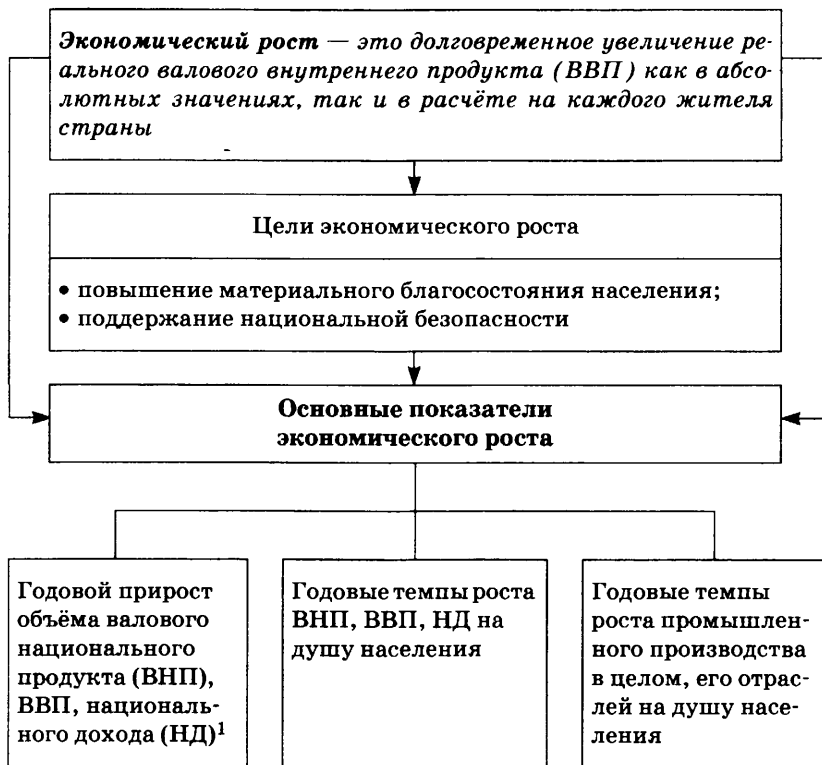 Экономический рост — это долговременное увеличение ре-
ального валового внутреннего продукта (ВВП) как в абсо-
лютных значениях, так и в расчёте на каждого жителя
страны
Цели экономического роста
• повышение материального благосостояния населения;
• поддержание национальной безопасности
Основные показатели
экономического роста
Годовой прирост
объёма валового
национального
продукта (ВНП),
ВВП, националь-
ного дохода (НД)¹
Годовые темпы роста
ВНП, ВВП, НД на
душу населения
Годовые темпы
роста промышлен-
ного производства
в целом, его отрас-
лей на душу насе-
ления